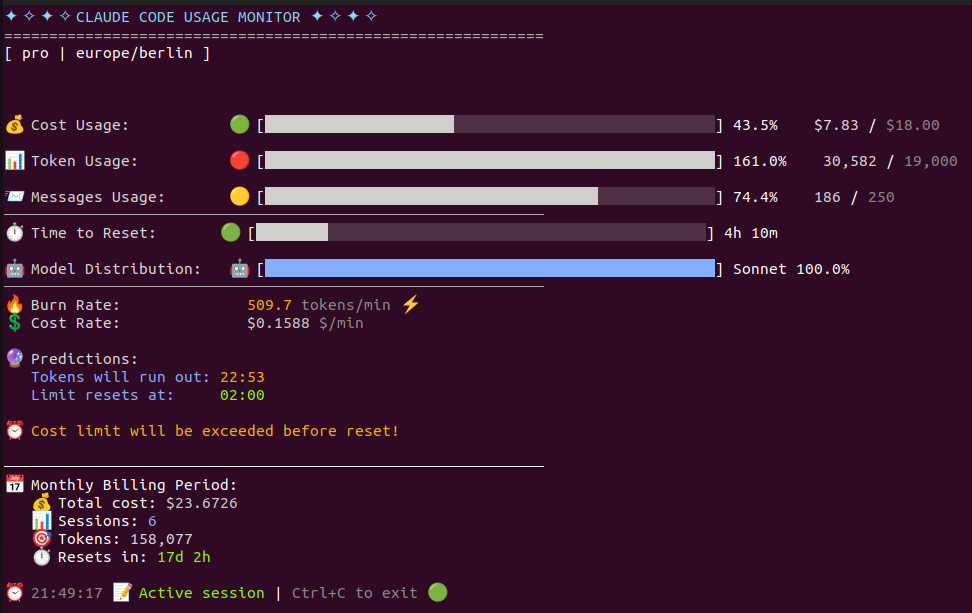 ✦ ✧ ✦ ✧ CLAUDE CODE USAGE MONITOR ✦ ✧ ✦ ✧
============================================================
[ pro | europe/berlin ]
💰 Cost Usage: 🟢 [ ] 43.5% $7.83 / $18.00
📊 Token Usage: 🔴 [ ] 161.0% 30,582 / 19,000
📨 Messages Usage: 🟡 [ ] 74.4% 186 / 250
⏱️ Time to Reset: 🟢 [ ] 4h 10m
🤖 Model Distribution: 🤖 [ ] Sonnet 100.0%
🔥 Burn Rate: 509.7 tokens/min ⚡
💲 Cost Rate: $0.1588 $/min
🔮 Predictions:
Tokens will run out: 22:53
Limit resets at: 02:00
⏰ Cost limit will be exceeded before reset!
📅 Monthly Billing Period:
💰 Total cost: $23.6726
📊 Sessions: 6
🎯 Tokens: 158,077
⏱️ Resets in: 17d 2h
⏰ 21:49:17 📝 Active session | Ctrl+C to exit 🟢